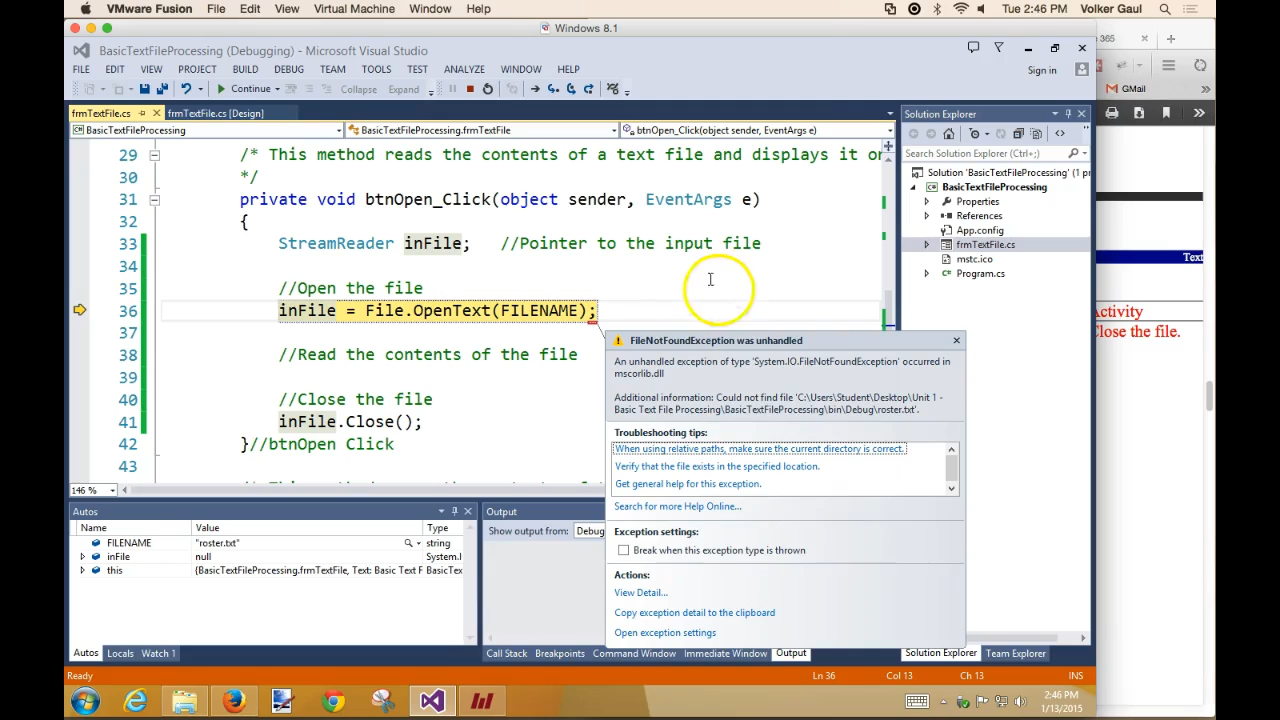 VMware Fusion File Edit View Virtual Machine Window Help Tue 2:46 PM Volker Gaul
Windows 8.1
BasicTextFileProcessing (Debugging) - Microsoft Visual Studio
FILE EDIT VIEW PROJECT BUILD DEBUG TEAM TOOLS TEST ANALYZE WINDOW HELP Sign in
Continue Collapse Expand
frmTextFile.cs frmTextFile.cs [Design]
BasicTextFileProcessing BasicTextFileProcessing.frmTextFile btnOpen_Click(object sender, EventArgs e)
29 /* This method reads the contents of a text file and displays it on
30 */
31 private void btnOpen_Click(object sender, EventArgs e)
32 {
33 StreamReader inFile; //Pointer to the input file
34
35 //Open the file
36 inFile = File.OpenText(FILENAME);
37
38 //Read the contents of the file
39
40 //Close the file
41 inFile.Close();
42 }//btnOpen Click
43
146 %
FileNotFoundException was unhandled
An unhandled exception of type 'System.IO.FileNotFoundException' occurred in
mscorlib.dll
Additional information: Could not find file 'C:\Users\Student\Desktop\Unit 1 -
Basic Text File Processing\BasicTextFileProcessing\bin\Debug\roster.txt'.
Troubleshooting tips:
When using relative paths, make sure the current directory is correct.
Verify that the file exists in the specified location.
Get general help for this exception.
Search for more Help Online...
Exception settings:
Break when this exception type is thrown
Actions:
View Detail...
Copy exception detail to the clipboard
Open exception settings
Solution Explorer
Search Solution Explorer (Ctrl+;)
Solution 'BasicTextFileProcessing' (1 pr
BasicTextFileProcessing
Properties
References
App.config
frmTextFile.cs
mstc.ico
Program.cs
Solution Explorer Team Explorer
Autos
Name Value Type
FILENAME "roster.txt" string
inFile null System.I
this {BasicTextFileProcessing.frmTextFile, Text: Basic Text F BasicTex
Autos Locals Watch 1
Output
Show output from: Debug
Call Stack Breakpoints Command Window Immediate Window Output
Ready Ln 36 Col 13 Ch 13 INS
2:46 PM
1/13/2015
365
GMail
Text
Activity
Close the file.